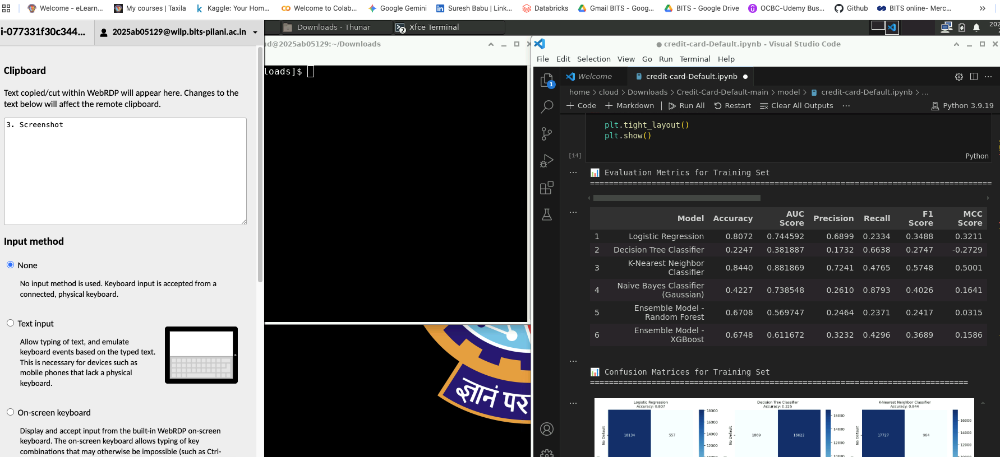 Welcome - eLearn...
My courses | Taxila
Kaggle: Your Hom...
Welcome to Colab...
Google Gemini
Suresh Babu | Link...
Databricks
Gmail BITS - Goog...
BITS - Google Drive
OCBC-Udemy Bus...
Github
BITS online- Merc...
i-077331f30c344...
2025ab05129@wilp.bits-pilani.ac.in
Downloads - Thunar
Xfce Terminal
202
ud@2025ab05129:~/Downloads
loads]$
Clipboard
Text copied/cut within WebRDP will appear here. Changes to the
text below will affect the remote clipboard.
3. Screenshot
Input method
None
No input method is used. Keyboard input is accepted from a
connected, physical keyboard.
Text input
Allow typing of text, and emulate
keyboard events based on the typed text.
This is necessary for devices such as
mobile phones that lack a physical
keyboard.
On-screen keyboard
Display and accept input from the built-in WebRDP on-screen
keyboard. The on-screen keyboard allows typing of key
combinations that may otherwise be impossible (such as Ctrl-
ज्ञानं पर
● credit-card-Default.ipynb - Visual Studio Code
File Edit Selection View Go Run Terminal Help
Welcome
credit-card-Default.ipynb ●
home > cloud > Downloads > Credit-Card-Default-main > model > credit-card-Default.ipynb > ...
+ Code + Markdown | Run All Restart Clear All Outputs ... Python 3.9.19
1
plt.tight_layout()
plt.show()
[14]
Python
📊 Evaluation Metrics for Training Set
=====================================================================================
Model Accuracy AUC Score Precision Recall F1 Score MCC Score
1 Logistic Regression 0.8072 0.744592 0.6899 0.2334 0.3488 0.3211
2 Decision Tree Classifier 0.2247 0.381887 0.1732 0.6638 0.2747 -0.2729
3 K-Nearest Neighbor Classifier 0.8440 0.881869 0.7241 0.4765 0.5748 0.5001
4 Naive Bayes Classifier (Gaussian) 0.4227 0.738548 0.2610 0.8793 0.4026 0.1641
5 Ensemble Model - Random Forest 0.6708 0.569747 0.2464 0.2371 0.2417 0.0315
6 Ensemble Model - XGBoost 0.6748 0.611672 0.3232 0.4296 0.3689 0.1586
📊 Confusion Matrices for Training Set
================================================================================
Logistic Regression
Accuracy: 0.807
No Default
18134 557
18000
16000
14000
12000
Decision Tree Classifier
Accuracy: 0.225
No Default
1869 16822
16000
14000
12000
10000
K-Nearest Neighbor Classifier
Accuracy: 0.844
No Default
17727 964
16000
14000
12000